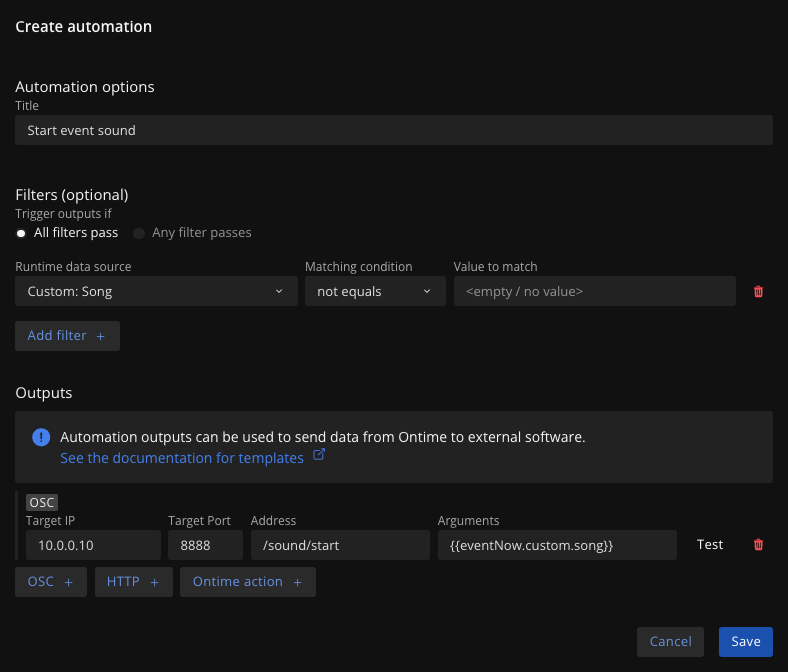 Create automation
Automation options
Title
Start event sound
Filters (optional)
Trigger outputs if
All filters pass Any filter passes
Runtime data source Matching condition Value to match
Custom: Song not equals <empty / no value>
Add filter +
Outputs
Automation outputs can be used to send data from Ontime to external software.
See the documentation for templates
OSC
Target IP Target Port Address Arguments
10.0.0.10 8888 /sound/start {{eventNow.custom.song}} Test
OSC + HTTP + Ontime action +
Cancel Save